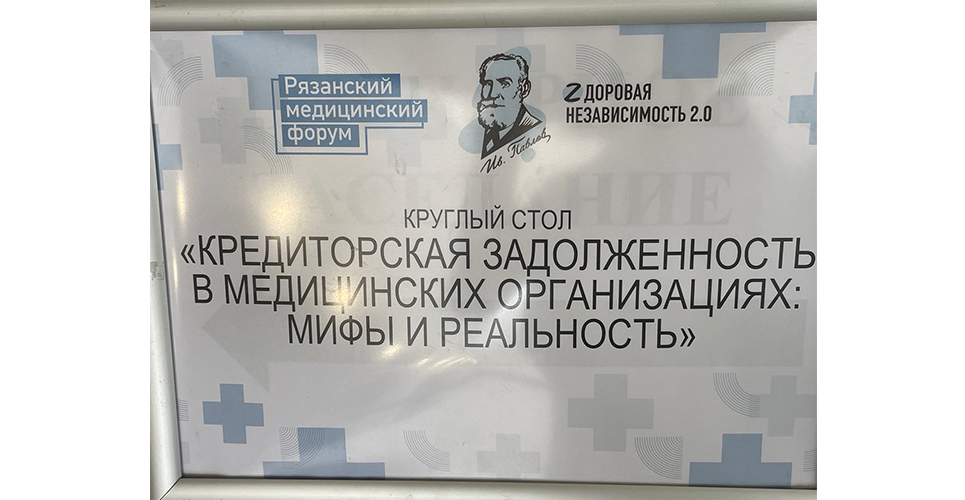 Рязанский
медицинский
форум
Ив. Павлов
ZДОРОВАЯ
НЕЗАВИСИМОСТЬ 2.0
КРУГЛЫЙ СТОЛ
«КРЕДИТОРСКАЯ ЗАДОЛЖЕННОСТЬ
В МЕДИЦИНСКИХ ОРГАНИЗАЦИЯХ:
МИФЫ И РЕАЛЬНОСТЬ»